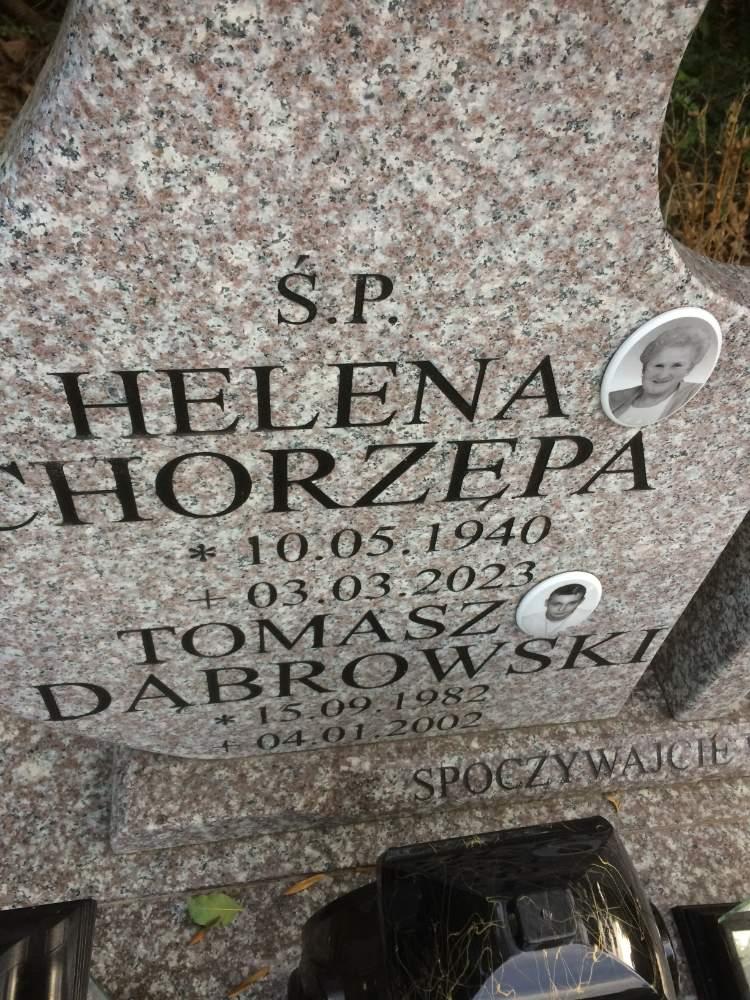 Ś.P.
HELENA
CHORZĘPA
* 10.05.1940
+ 03.03.2023
TOMASZ
DĄBROWSKI
* 15.09.1982
+ 04.01.2002
SPOCZYWAJCIE